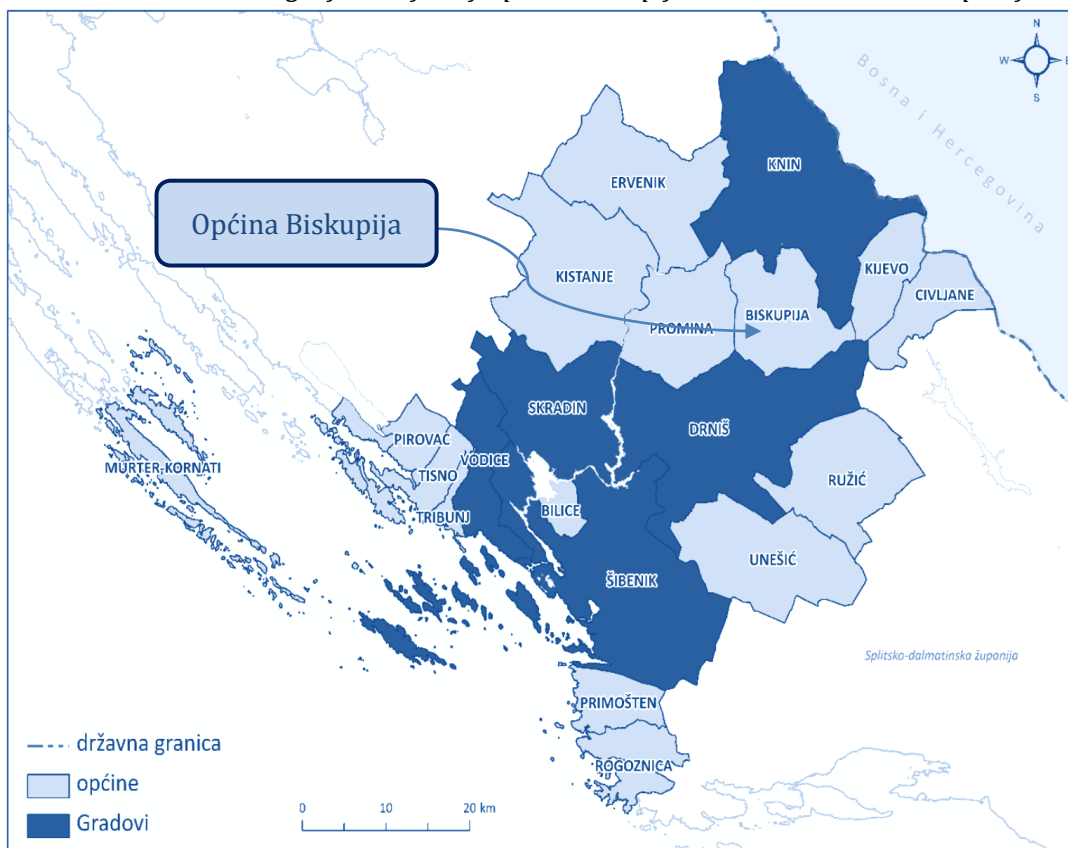 N
W E
S
Bosna i Hercegovina
KNIN
ERVENIK
Općina Biskupija
KISTANJE
KIJEVO
CIVLJANE
BISKUPIJA
PROMINA
SKRADIN
DRNIŠ
PIROVAC
VODICE
MURTER-KORNATI
TISNO
RUŽIĆ
BILICE
TRIBUNJ
UNEŠIĆ
ŠIBENIK
Splitsko-dalmatinska županija
PRIMOŠTEN
državna granica
ROGOZNICA
općine
0 10 20 km
Gradovi